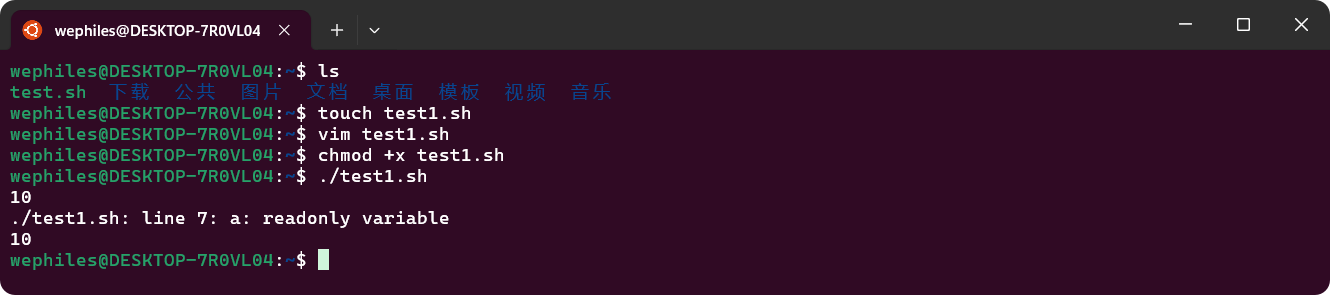 wephiles@DESKTOP-7R0VL04
wephiles@DESKTOP-7R0VL04:~$ ls
test.sh  下载  公共  图片  文档  桌面  模板  视频  音乐
wephiles@DESKTOP-7R0VL04:~$ touch test1.sh
wephiles@DESKTOP-7R0VL04:~$ vim test1.sh
wephiles@DESKTOP-7R0VL04:~$ chmod +x test1.sh
wephiles@DESKTOP-7R0VL04:~$ ./test1.sh
10
./test1.sh: line 7: a: readonly variable
10
wephiles@DESKTOP-7R0VL04:~$